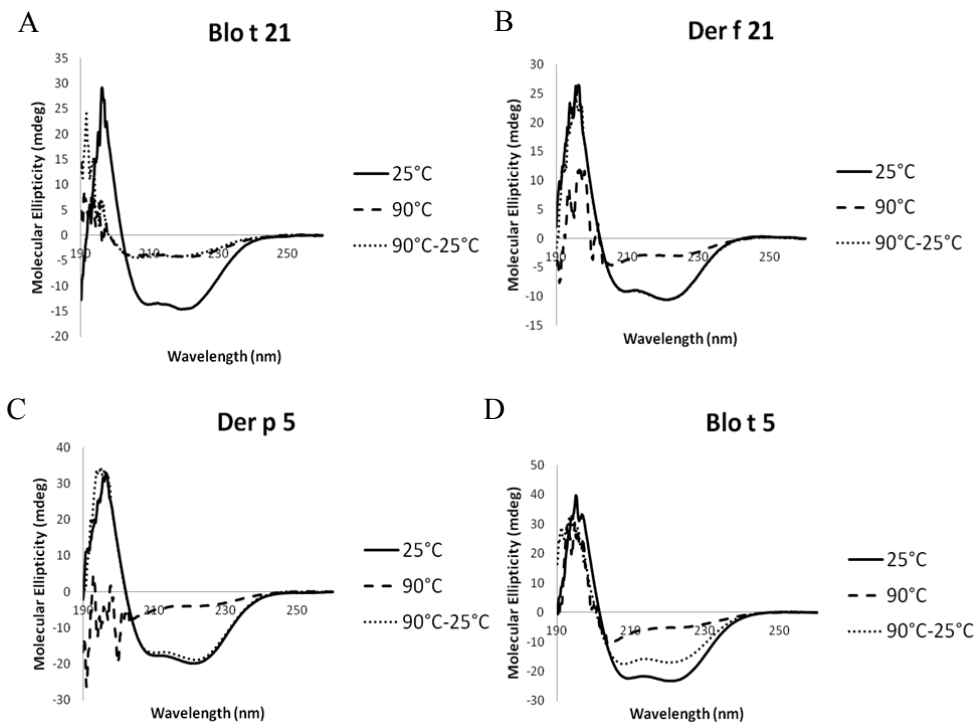 A
Blo t 21
Molecular Ellipticity (mdeg)
35
30
25
20
15
10
5
0
-5
-10
-15
-20
190
210
230
250
Wavelength (nm)
25°C
90°C
90°C-25°C
B
Der f 21
Molecular Ellipticity (mdeg)
30
25
20
15
10
5
0
-5
-10
-15
190
210
230
250
Wavelength (nm)
25°C
90°C
90°C-25°C
C
Der p 5
Molecular Ellipticity (mdeg)
40
30
20
10
0
-10
-20
-30
190
210
230
250
Wavelength (nm)
25°C
90°C
90°C-25°C
D
Blo t 5
Molecular Ellipticity (mdeg)
50
40
30
20
10
0
-10
-20
-30
190
210
230
250
Wavelength (nm)
25°C
90°C
90°C-25°C